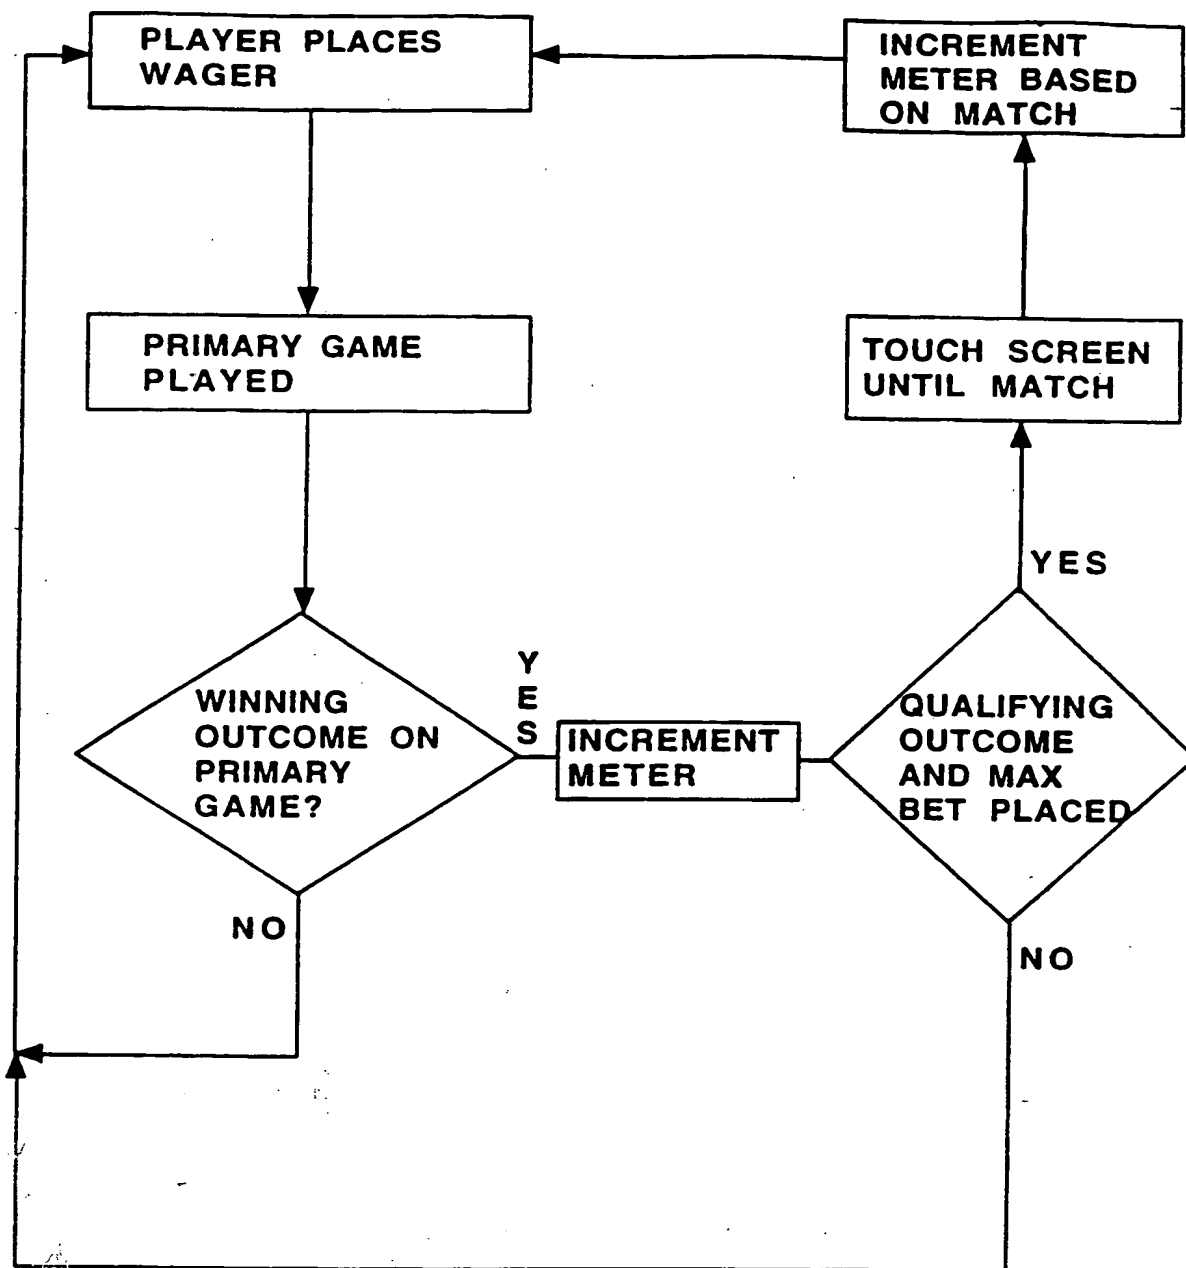 PLAYER PLACES
WAGER
INCREMENT
METER BASED
ON MATCH
PRIMARY GAME
PLAYED
TOUCH SCREEN
UNTIL MATCH
YES
WINNING
OUTCOME ON
PRIMARY
GAME?
YES
INCREMENT
METER
QUALIFYING
OUTCOME
AND MAX
BET PLACED
NO
NO